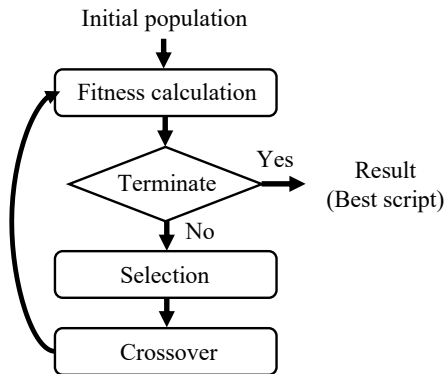 Initial population
Fitness calculation
Terminate
Yes
Result
(Best script)
No
Selection
Crossover